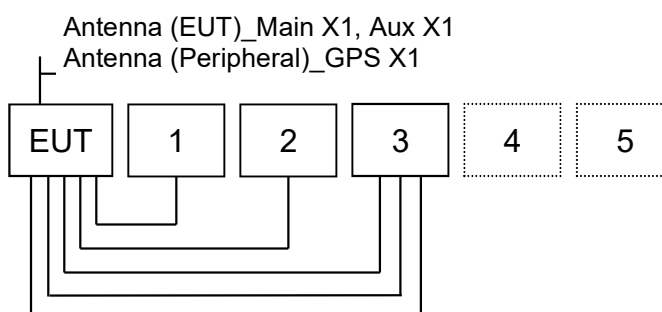 Antenna (EUT)_Main X1, Aux X1
Antenna (Peripheral)_GPS X1
EUT 1 2 3 4 5